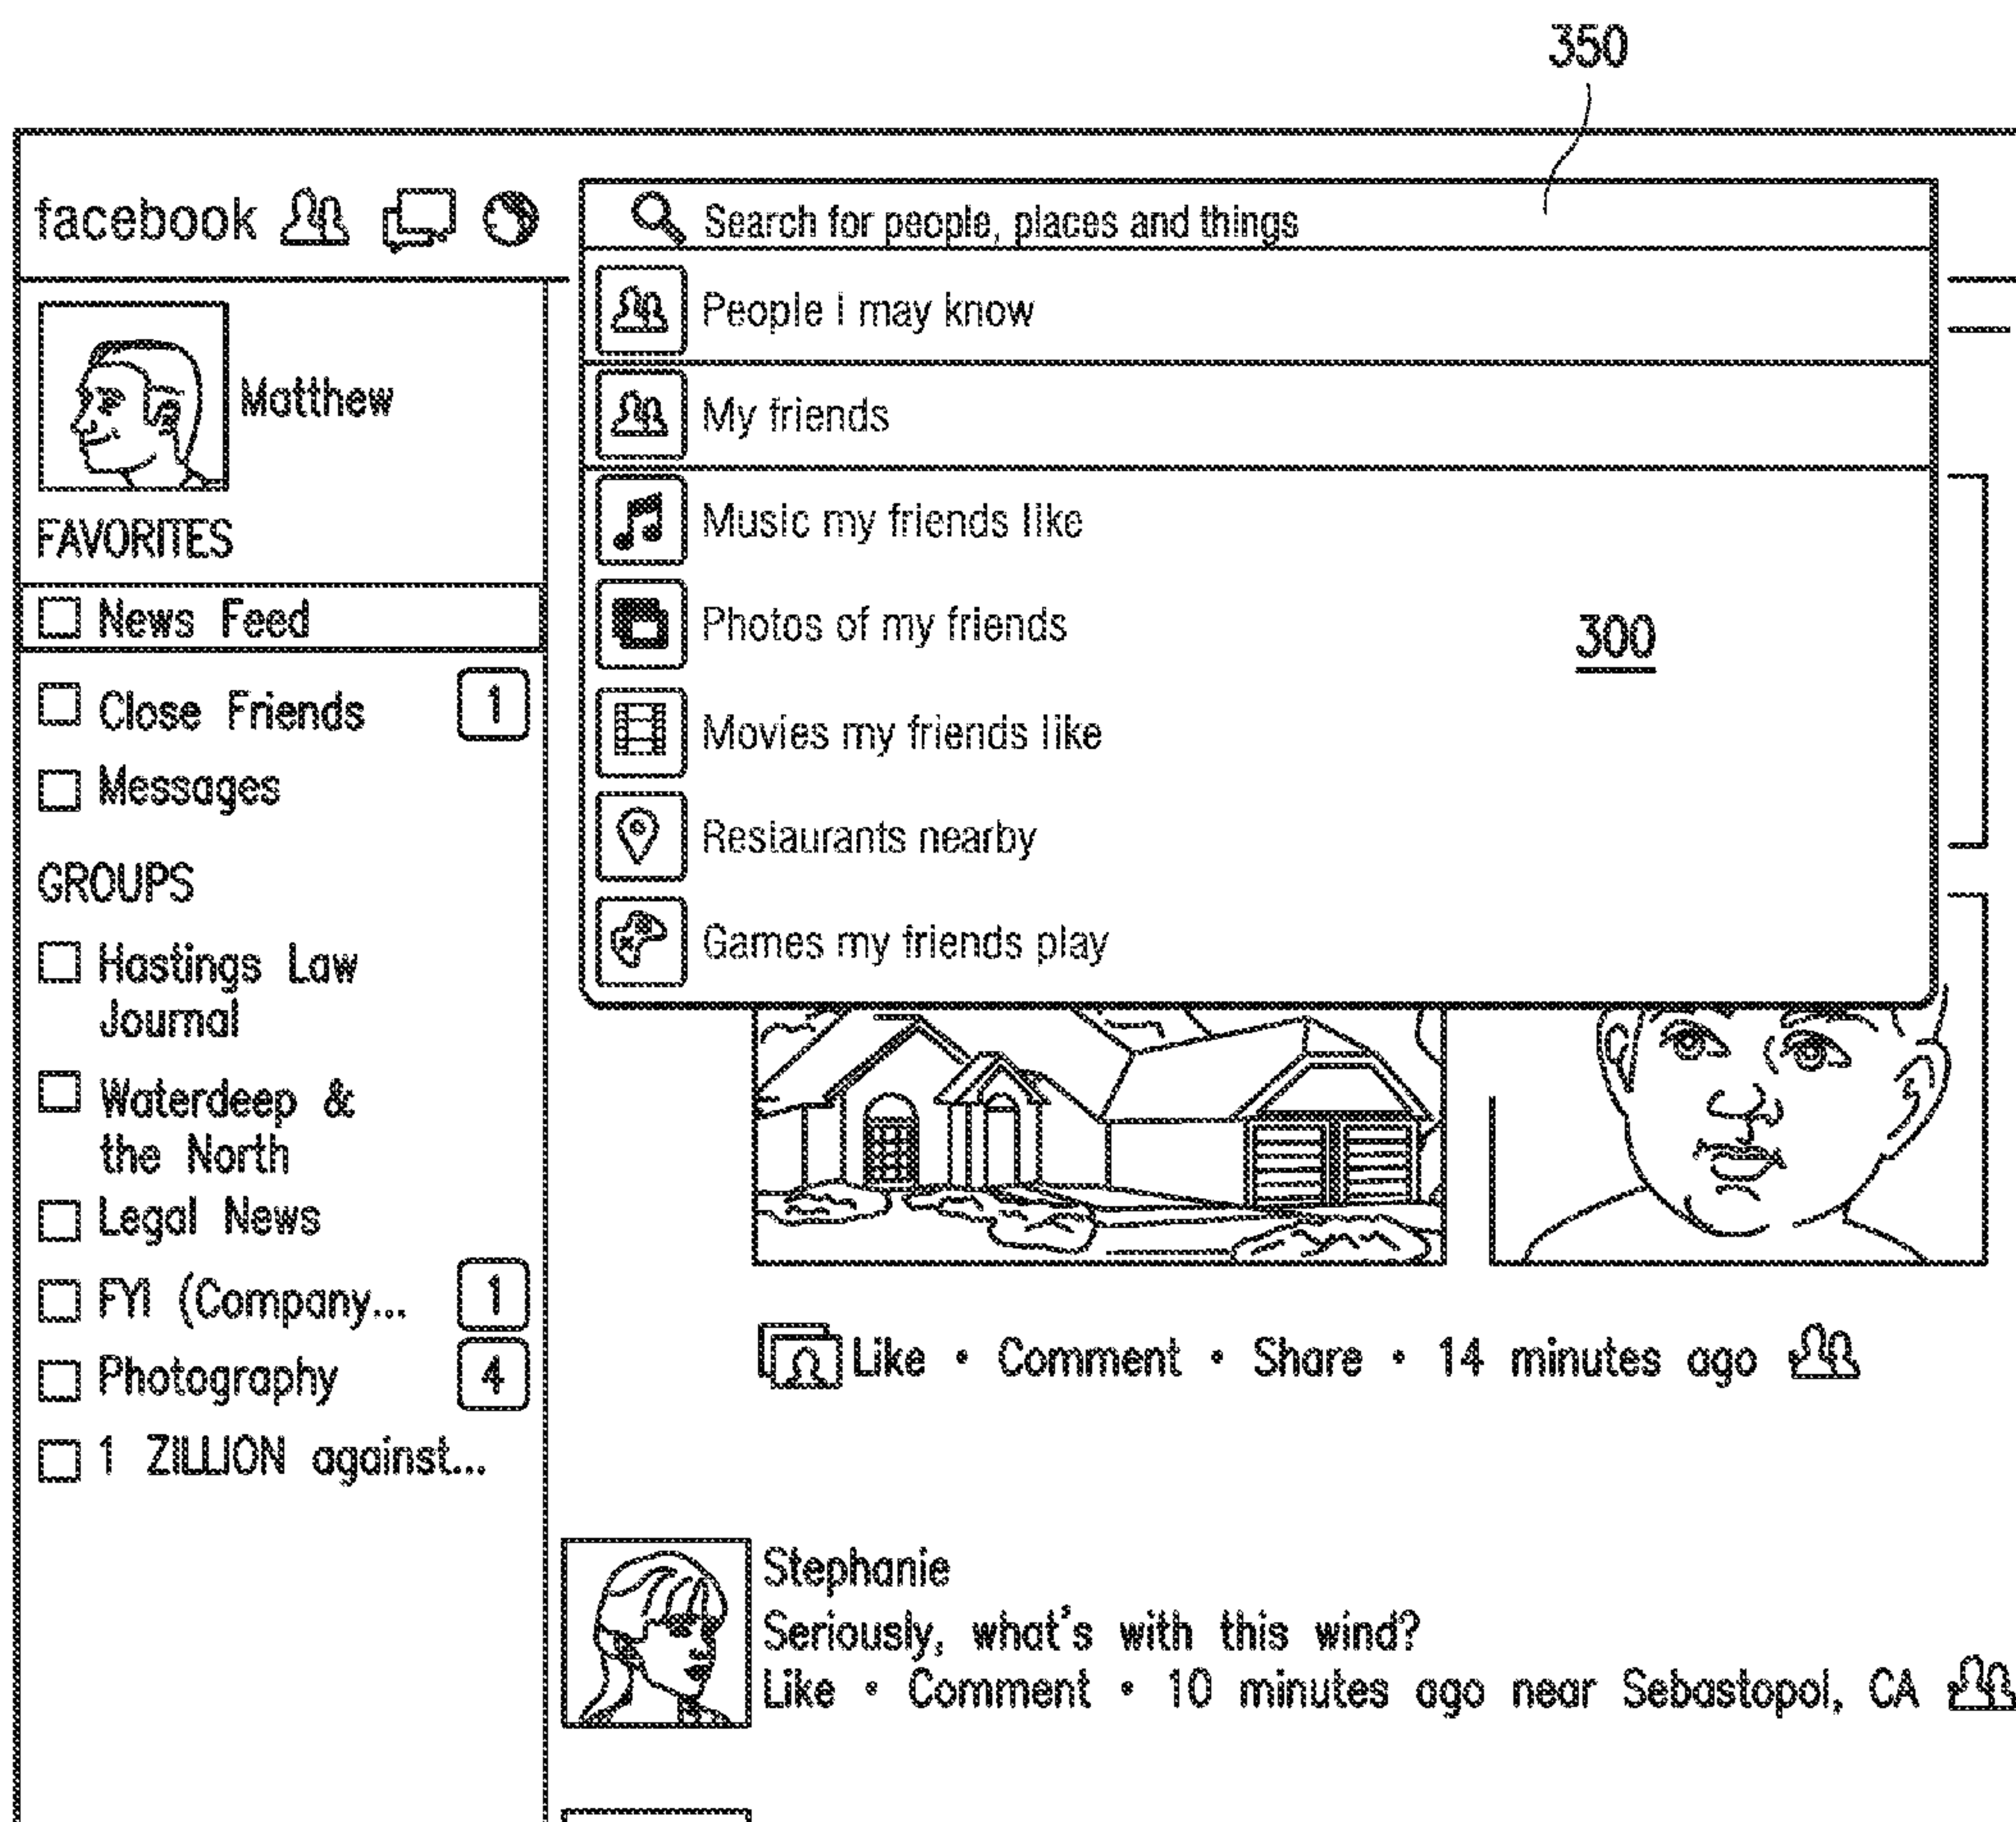 350
facebook
Search for people, places and things
People I may know
My friends
Music my friends like
Photos of my friends
300
Movies my friends like
Restaurants nearby
Games my friends play
Matthew
FAVORITES
News Feed
Close Friends 1
Messages
GROUPS
Hastings Law
Journal
Waterdeep &
the North
Legal News
FYI (Company... 1
Photography 4
1 ZILLION against...
Like • Comment • Share • 14 minutes ago
Stephanie
Seriously, what's with this wind?
Like • Comment • 10 minutes ago near Sebastopol, CA